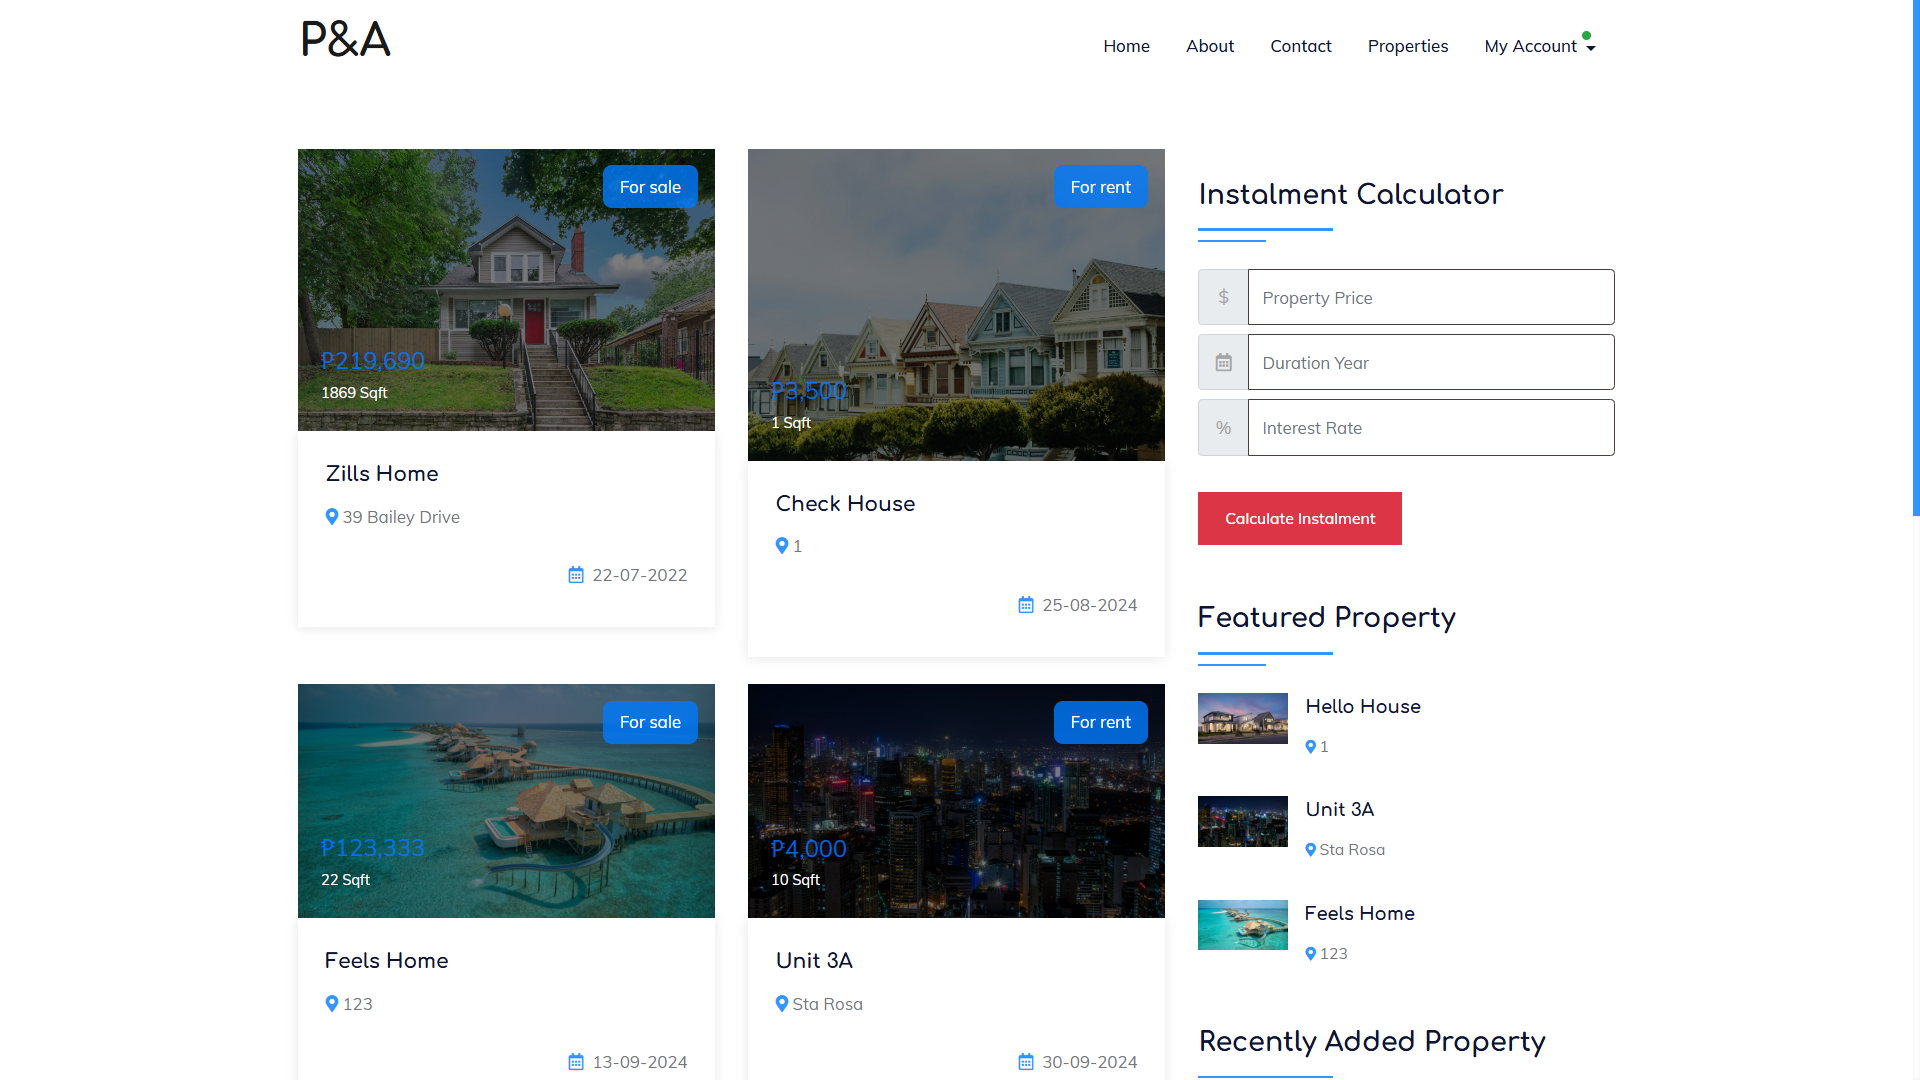 P&A
Home
About
Contact
Properties
My Account
For sale
₱219,690
1869 Sqft
Zills Home
39 Bailey Drive
22-07-2022
For rent
₱3,500
1 Sqft
Check House
1
25-08-2024
For sale
₱123,333
22 Sqft
Feels Home
123
13-09-2024
For rent
₱4,000
10 Sqft
Unit 3A
Sta Rosa
30-09-2024
Instalment Calculator
$
Property Price
Duration Year
%
Interest Rate
Calculate Instalment
Featured Property
Hello House
1
Unit 3A
Sta Rosa
Feels Home
123
Recently Added Property